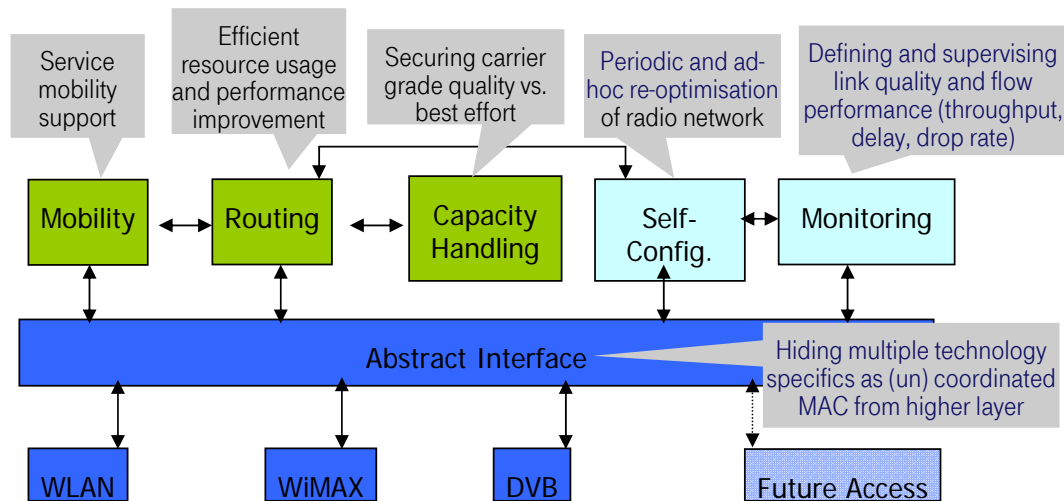 Service
mobility
support
Efficient
resource usage
and performance
improvement
Securing carrier
grade quality vs.
best effort
Periodic and ad-
hoc re-optimisation
of radio network
Defining and supervising
link quality and flow
performance (throughput,
delay, drop rate)
Mobility
Routing
Capacity
Handling
Self-
Config.
Monitoring
Abstract Interface
Hiding multiple technology
specifics as (un) coordinated
MAC from higher layer
WLAN
WiMAX
DVB
Future Access